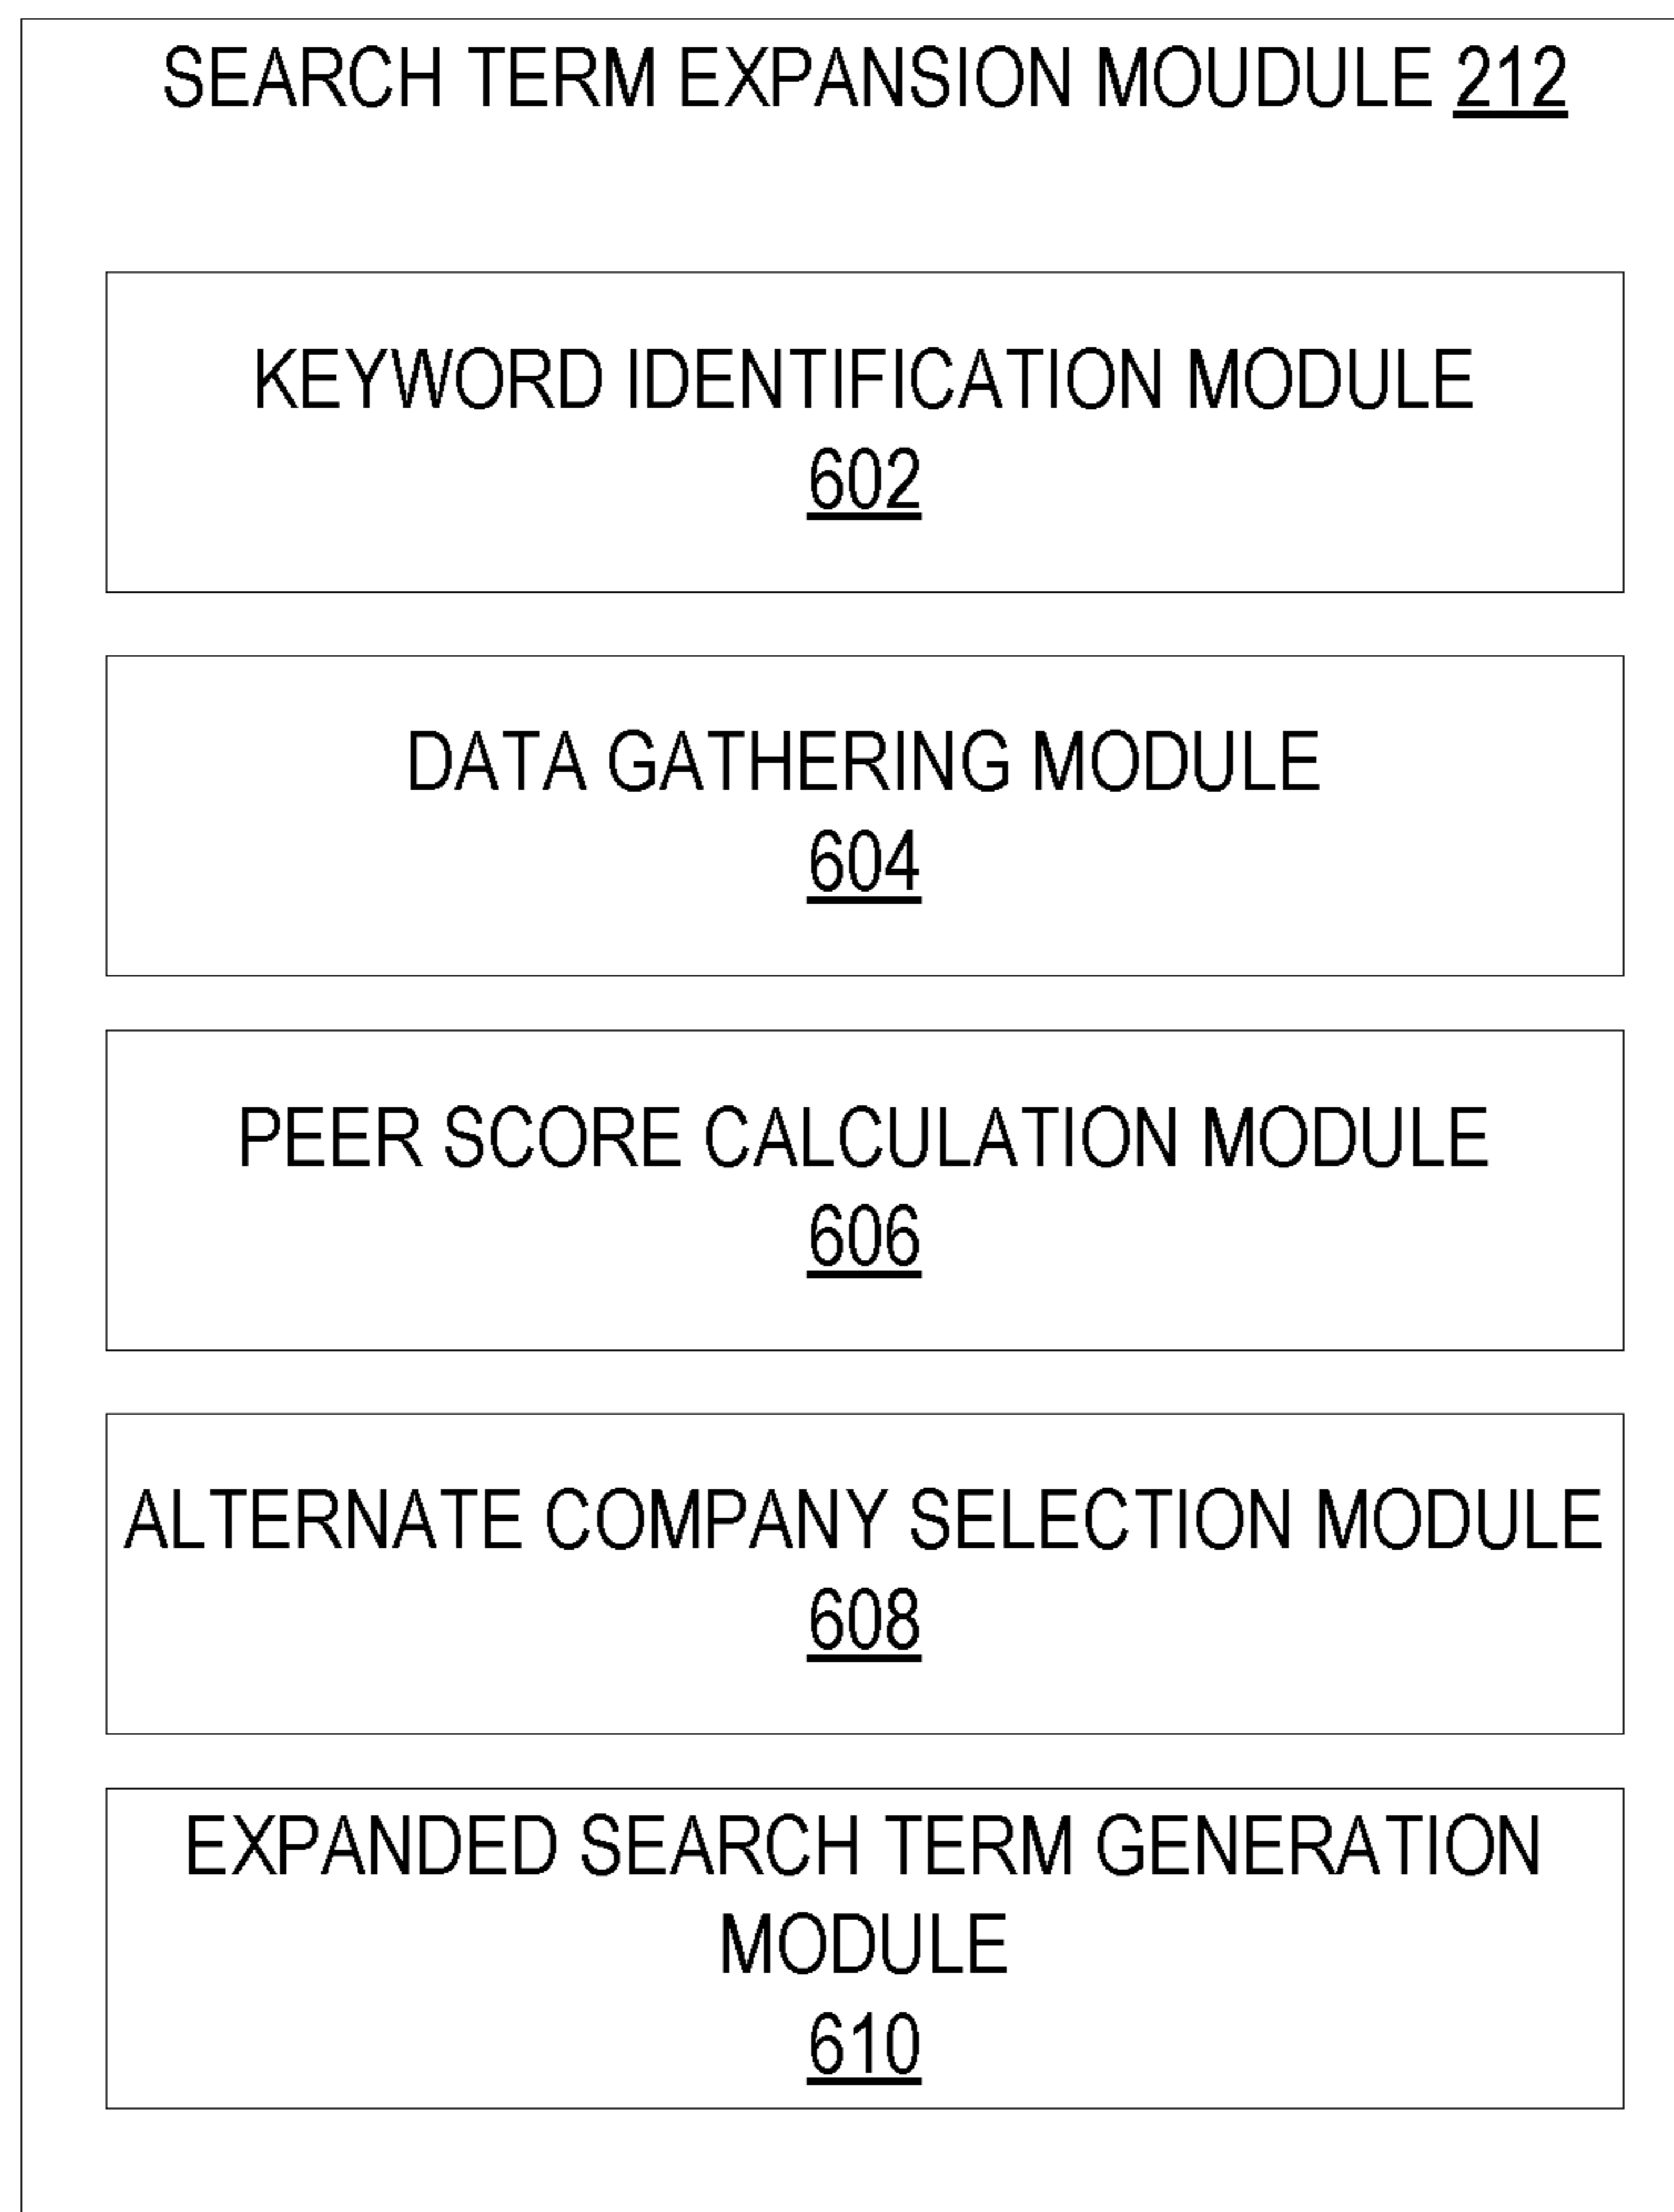 SEARCH TERM EXPANSION MOUDULE 212
KEYWORD IDENTIFICATION MODULE
602
DATA GATHERING MODULE
604
PEER SCORE CALCULATION MODULE
606
ALTERNATE COMPANY SELECTION MODULE
608
EXPANDED SEARCH TERM GENERATION
MODULE
610